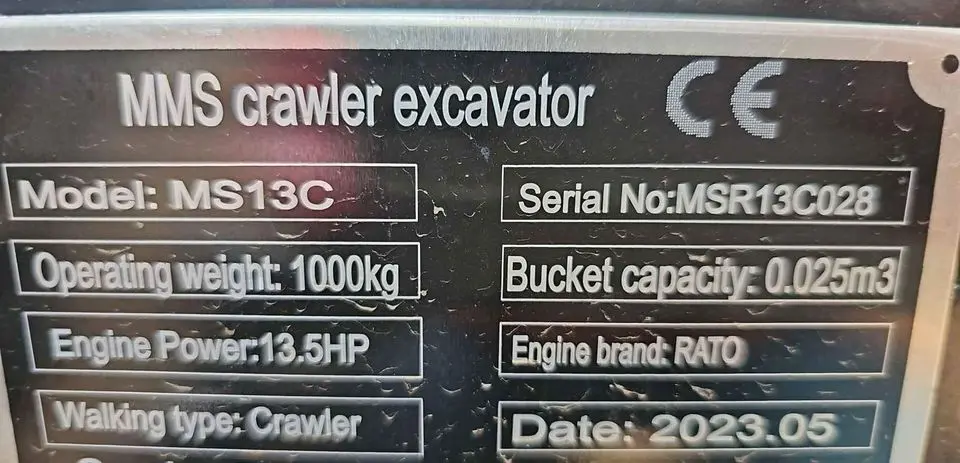 MMS crawler excavator CE
Model: MS13C
Serial No:MSR13C028
Operating weight: 1000kg
Bucket capacity: 0.025m3
Engine Power:13.5HP
Engine brand: RATO
Walking type: Crawler
Date: 2023.05